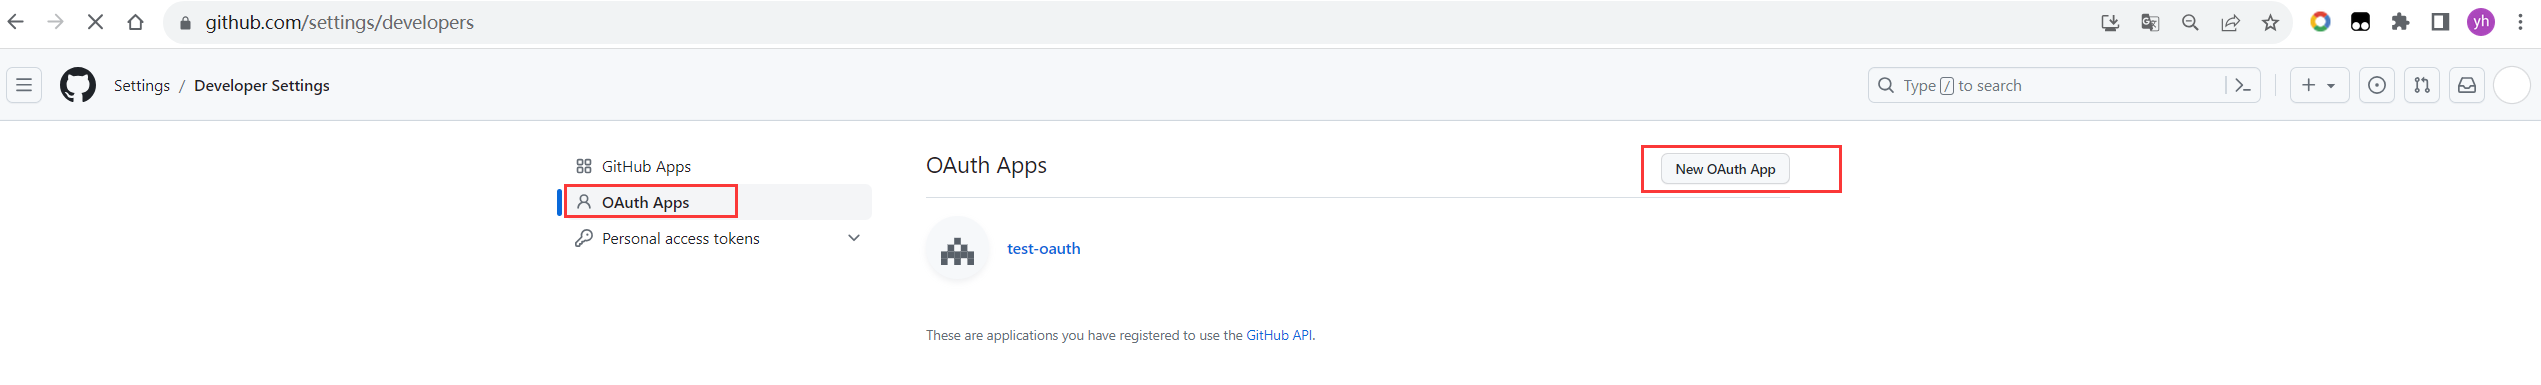 github.com/settings/developers
yh
Settings / Developer Settings
Type / to search
GitHub Apps
OAuth Apps
Personal access tokens
OAuth Apps
New OAuth App
test-oauth
These are applications you have registered to use the GitHub API.